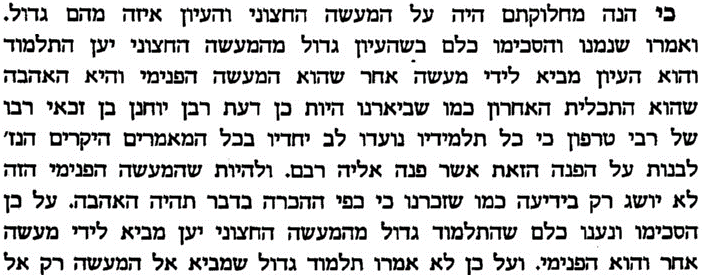 כי הנה מחלוקתם היה על המעשה החצוני והעיון איזה מהם גדול.
ואמרו שנמנו והסכימו כלם בשהעיון גדול מהמעשה החצוני יען התלמוד
והוא העיון מביא לידי מעשה אחר שהוא המעשה הפנימי והיא האהבה
שהוא התכלית האחרון כמו שביארנו היות כן דעת רבן יוחנן בן זכאי רבו
של רבי טרפון כי כל תלמידיו נועדו לב יחדיו בכל המאמרים היקרים הנז׳
לבנות על הפנה הזאת אשר פנה אליה רבם. ולהיות שהמעשה הפנימי הזה
לא יושג רק בידיעה כמו שזכרנו כי כפי ההכרה בדבר תהיה האהבה. על כן
הסכימו ונענו כלם שהתלמוד גדול מהמעשה החצוני יען מביא לידי מעשה
אחר והוא הפנימי. ועל כן לא אמרו תלמוד גדול שמביא אל המעשה רק אל